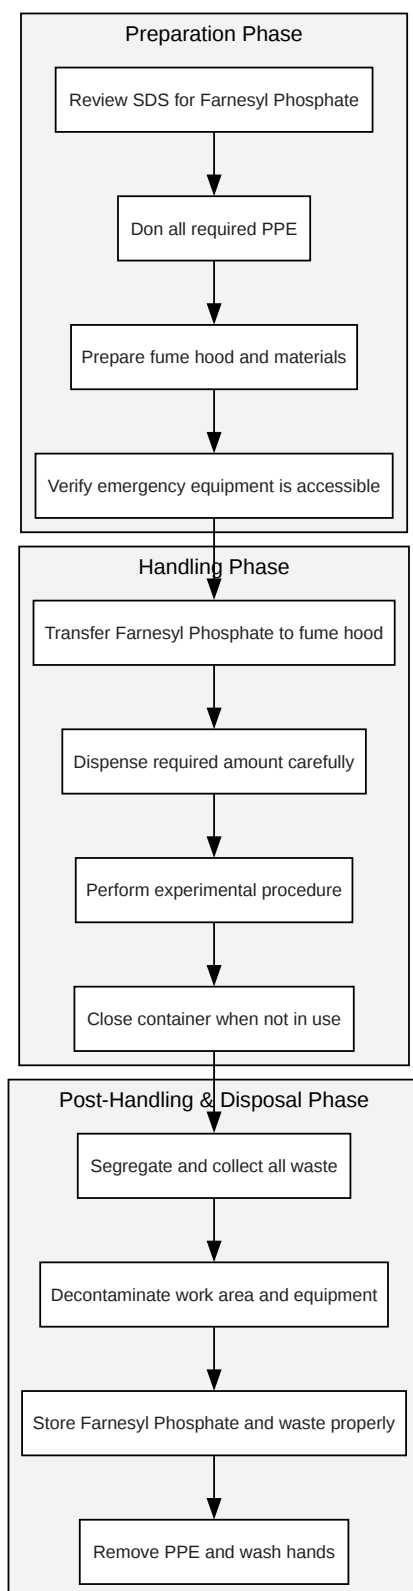 Preparation Phase
Review SDS for Farnesyl Phosphate
Don all required PPE
Prepare fume hood and materials
Verify emergency equipment is accessible
Handling Phase
Transfer Farnesyl Phosphate to fume hood
Dispense required amount carefully
Perform experimental procedure
Close container when not in use
Post-Handling & Disposal Phase
Segregate and collect all waste
Decontaminate work area and equipment
Store Farnesyl Phosphate and waste properly
Remove PPE and wash hands